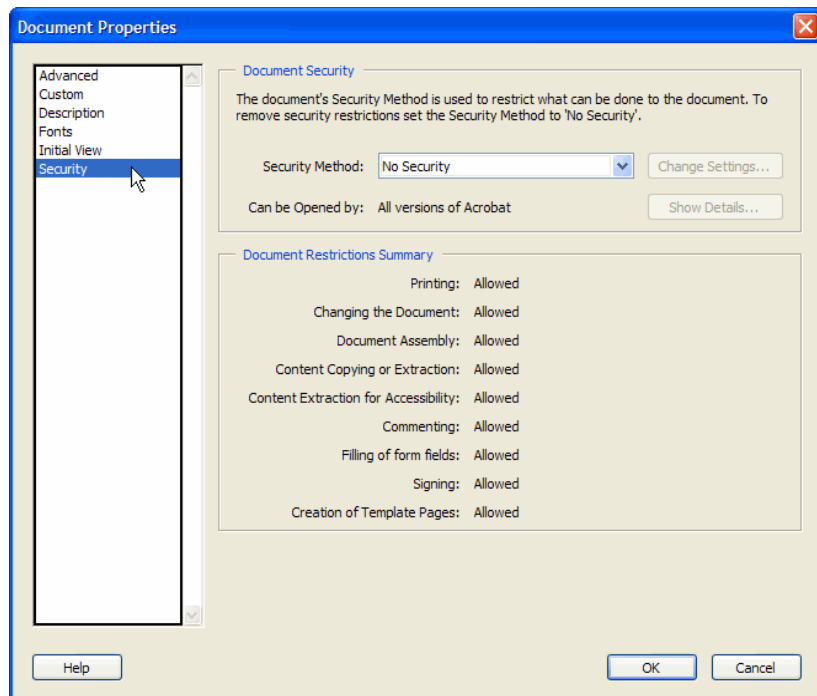 Document Properties
Advanced
Custom
Description
Fonts
Initial View
Security
Document Security
The document's Security Method is used to restrict what can be done to the document. To
remove security restrictions set the Security Method to 'No Security'.
Security Method: No Security Change Settings...
Can be Opened by: All versions of Acrobat Show Details...
Document Restrictions Summary
Printing: Allowed
Changing the Document: Allowed
Document Assembly: Allowed
Content Copying or Extraction: Allowed
Content Extraction for Accessibility: Allowed
Commenting: Allowed
Filling of form fields: Allowed
Signing: Allowed
Creation of Template Pages: Allowed
Help OK Cancel